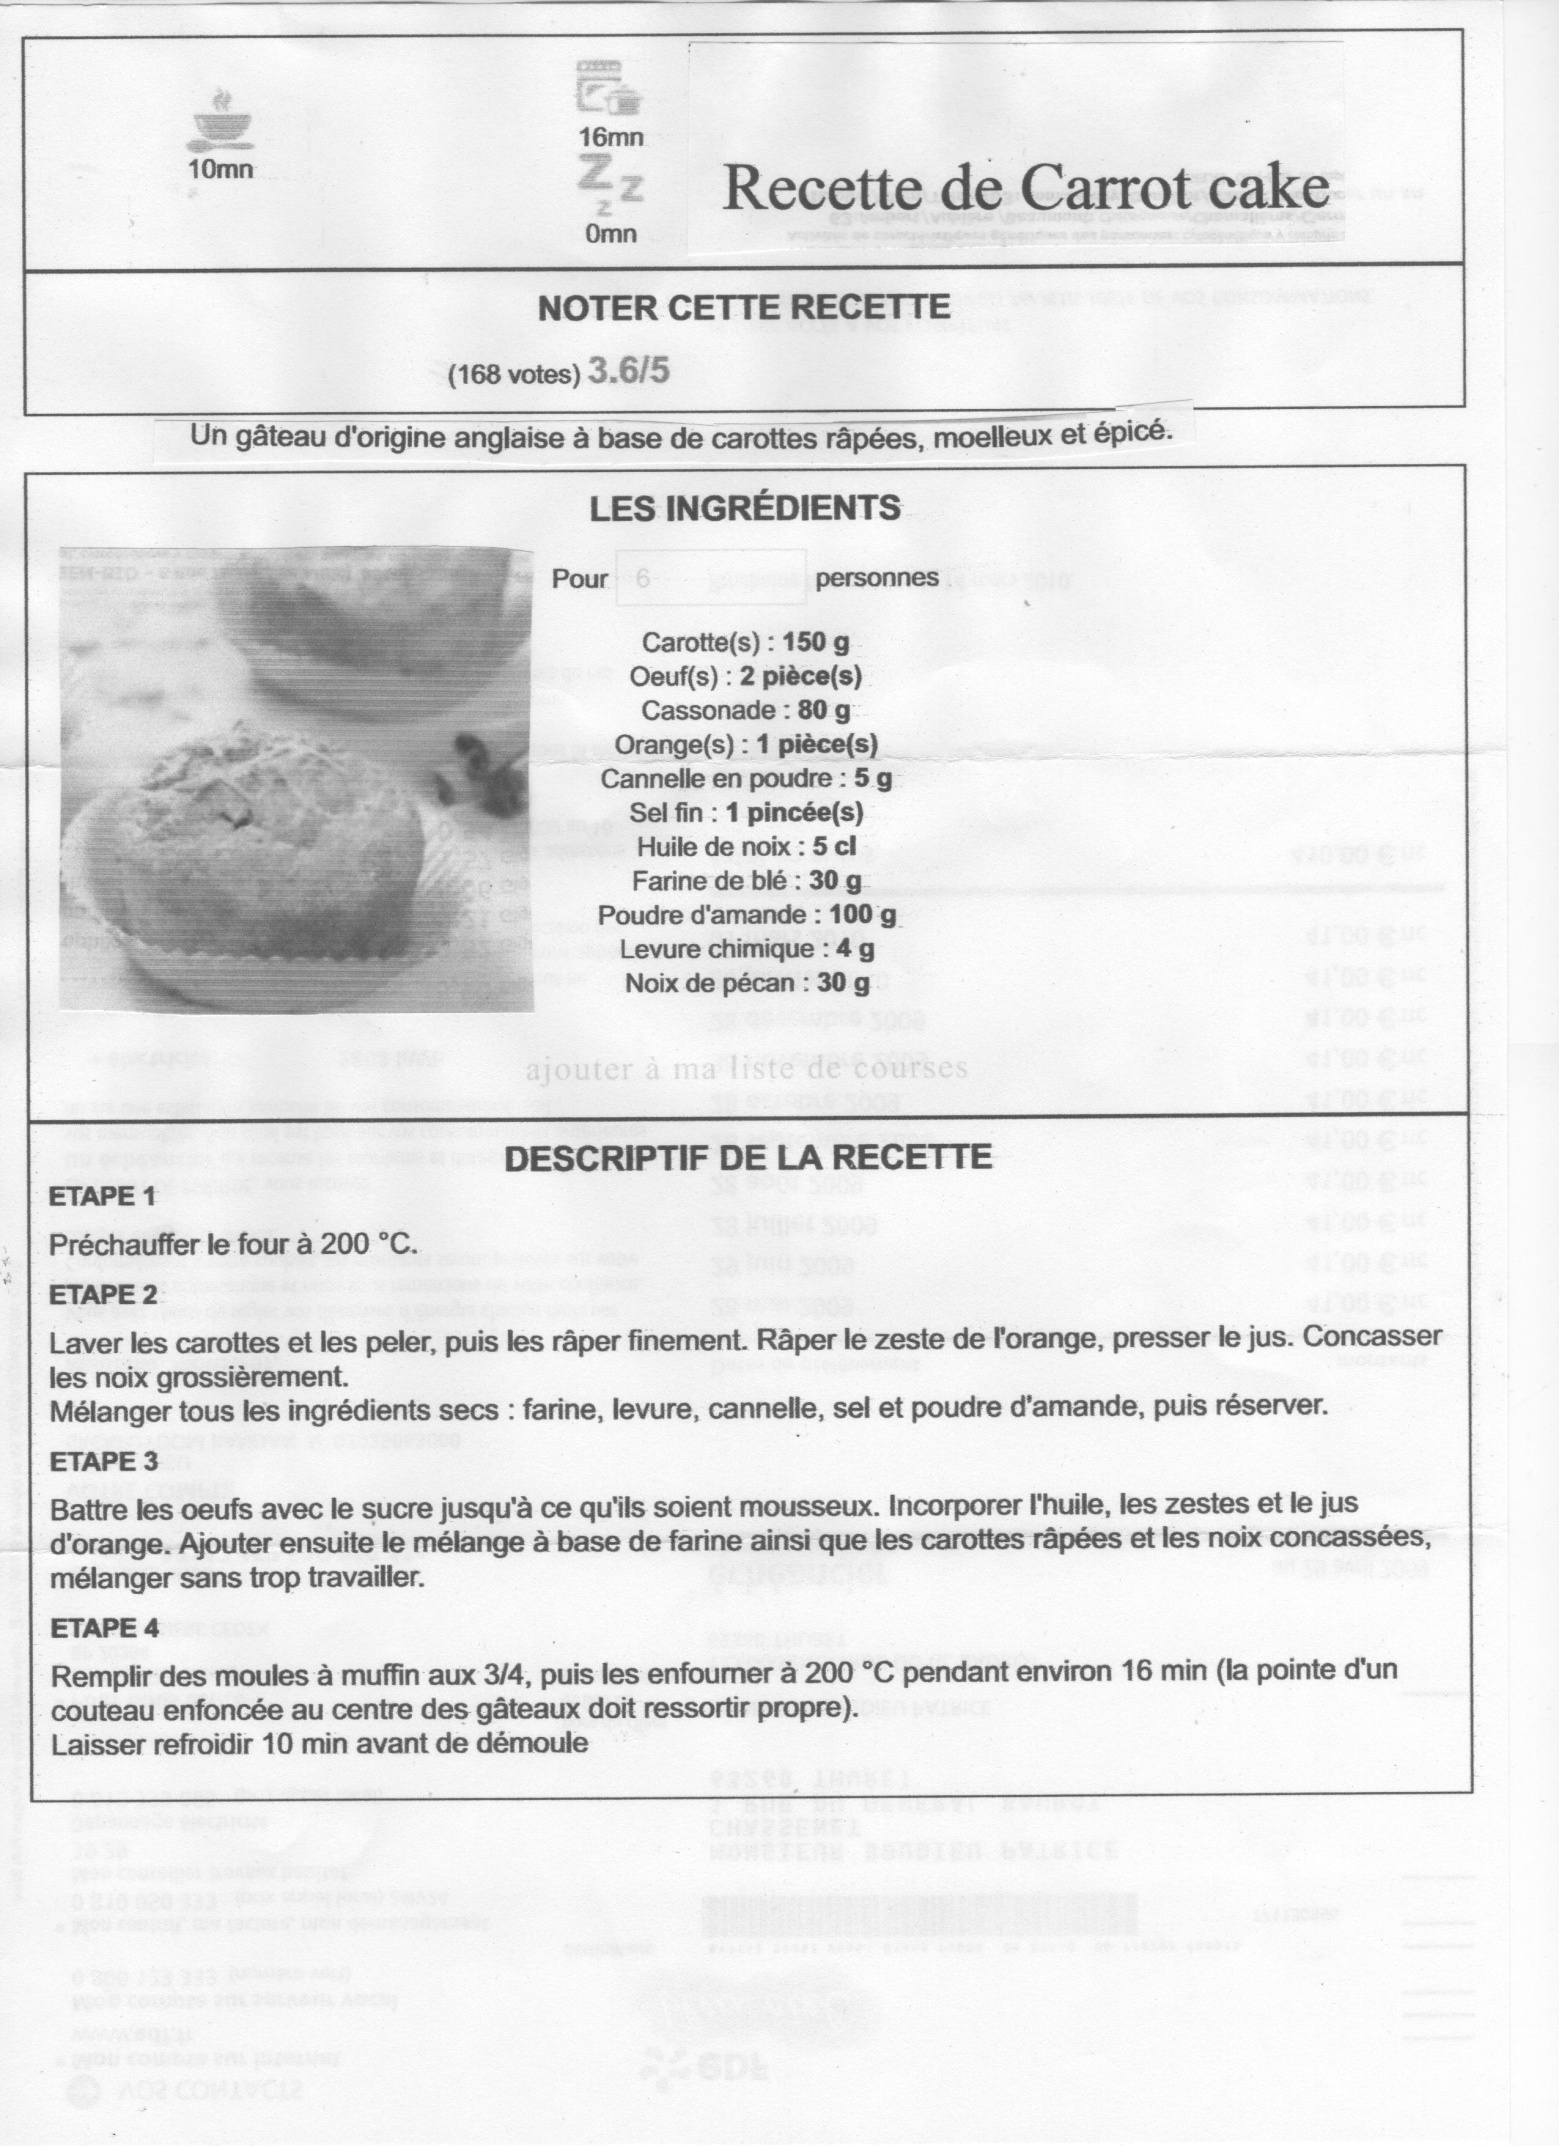 10mn
16mn
Z Z
z
0mn
Recette de Carrot cake
NOTER CETTE RECETTE
(168 votes) 3.6/5
Un gâteau d'origine anglaise à base de carottes râpées, moelleux et épicé.
LES INGRÉDIENTS
Pour 6 personnes
Carotte(s) : 150 g
Oeuf(s) : 2 pièce(s)
Cassonade : 80 g
Orange(s) : 1 pièce(s)
Cannelle en poudre : 5 g
Sel fin : 1 pincée(s)
Huile de noix : 5 cl
Farine de blé : 30 g
Poudre d'amande : 100 g
Levure chimique : 4 g
Noix de pécan : 30 g
ajouter à ma liste de courses
DESCRIPTIF DE LA RECETTE
ETAPE 1
Préchauffer le four à 200 °C.
ETAPE 2
Laver les carottes et les peler, puis les râper finement. Râper le zeste de l'orange, presser le jus. Concasser
les noix grossièrement.
Mélanger tous les ingrédients secs : farine, levure, cannelle, sel et poudre d'amande, puis réserver.
ETAPE 3
Battre les oeufs avec le sucre jusqu'à ce qu'ils soient mousseux. Incorporer l'huile, les zestes et le jus
d'orange. Ajouter ensuite le mélange à base de farine ainsi que les carottes râpées et les noix concassées,
mélanger sans trop travailler.
ETAPE 4
Remplir des moules à muffin aux 3/4, puis les enfourner à 200 °C pendant environ 16 min (la pointe d'un
couteau enfoncée au centre des gâteaux doit ressortir propre).
Laisser refroidir 10 min avant de démoule